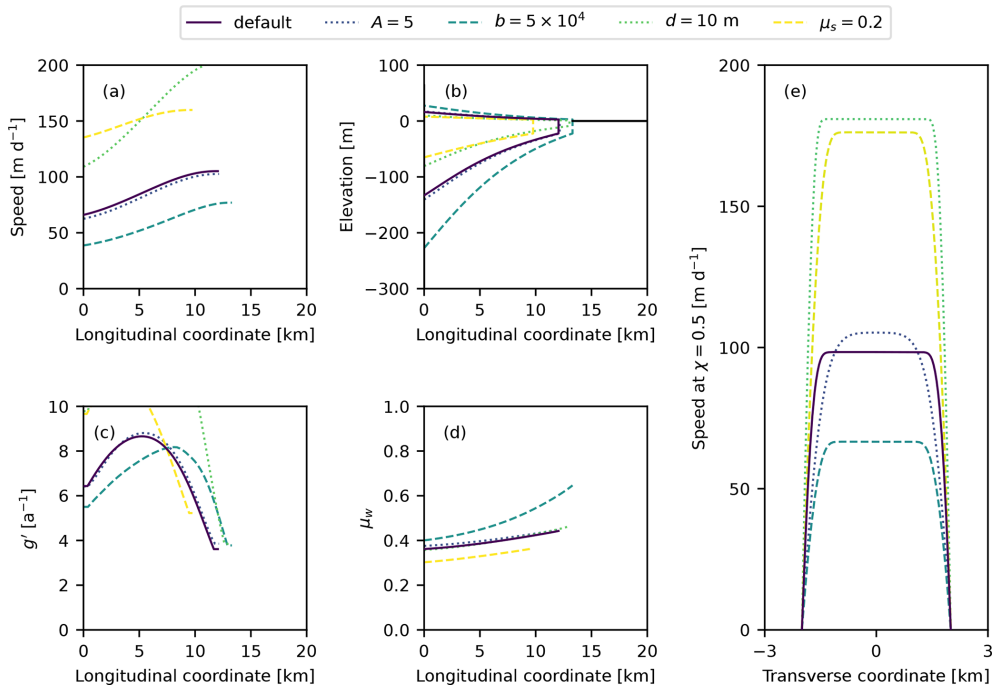 default A = 5 b = 5 × 10⁴ d = 10 m μₛ = 0.2
(a)
Speed [m d⁻¹]
200
150
100
50
0
0 5 10 15 20
Longitudinal coordinate [km]
(b)
Elevation [m]
100
0
−100
−200
−300
0 5 10 15 20
Longitudinal coordinate [km]
(c)
g′ [a⁻¹]
10
8
6
4
2
0
0 5 10 15 20
Longitudinal coordinate [km]
(d)
μ_w
1.0
0.8
0.6
0.4
0.2
0.0
0 5 10 15 20
Longitudinal coordinate [km]
(e)
Speed at χ = 0.5 [m d⁻¹]
200
150
100
50
0
−3 0 3
Transverse coordinate [km]